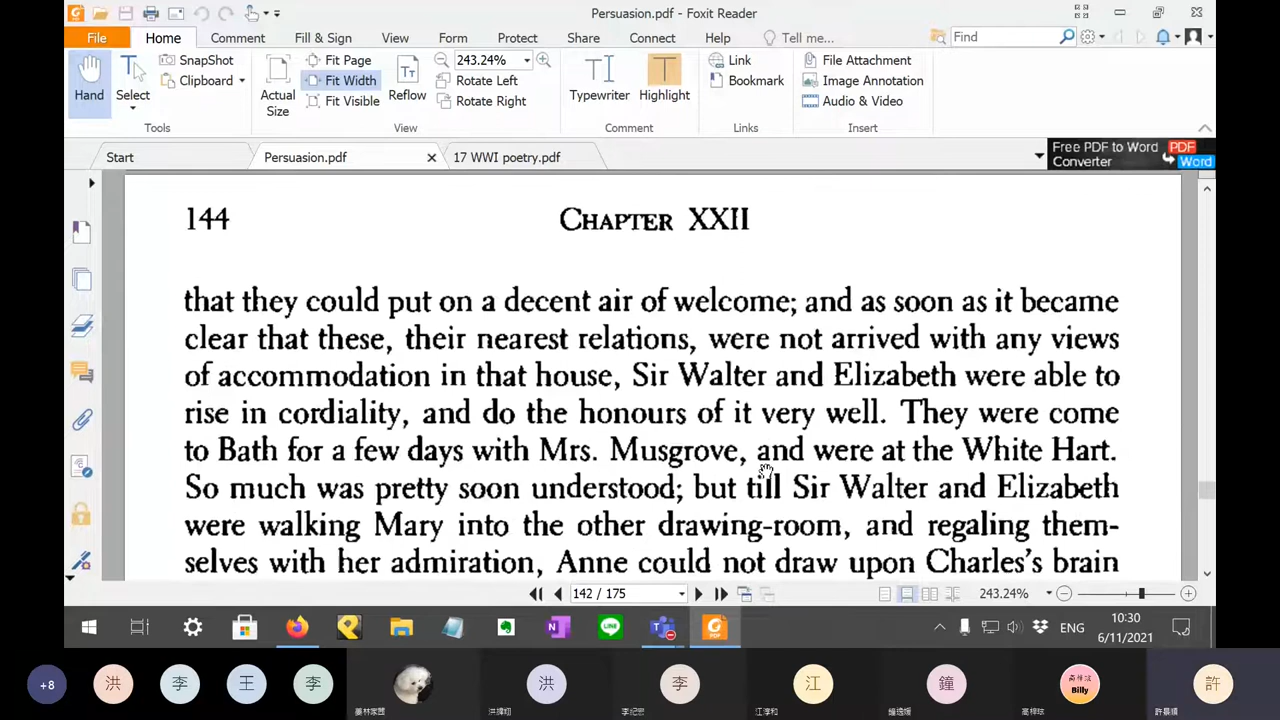 Persuasion.pdf - Foxit Reader
File Home Comment Fill & Sign View Form Protect Share Connect Help Tell me... Find
Hand
Select
SnapShot
Clipboard
Tools
Actual
Size
Fit Page
Fit Width
Fit Visible
Reflow
243.24%
Rotate Left
Rotate Right
View
Typewriter
Highlight
Comment
Link
Bookmark
Links
File Attachment
Image Annotation
Audio & Video
Insert
Start Persuasion.pdf 17 WWI poetry.pdf
Free PDF to Word
Converter
PDF
Word
144 CHAPTER XXII
that they could put on a decent air of welcome; and as soon as it became
clear that these, their nearest relations, were not arrived with any views
of accommodation in that house, Sir Walter and Elizabeth were able to
rise in cordiality, and do the honours of it very well. They were come
to Bath for a few days with Mrs. Musgrove, and were at the White Hart.
So much was pretty soon understood; but till Sir Walter and Elizabeth
were walking Mary into the other drawing-room, and regaling them-
selves with her admiration, Anne could not draw upon Charles's brain
142 / 175 243.24%
ENG 10:30
6/11/2021
+8 洪 李 王 李 洪 李 江 鐘 Billy 許
江淳和